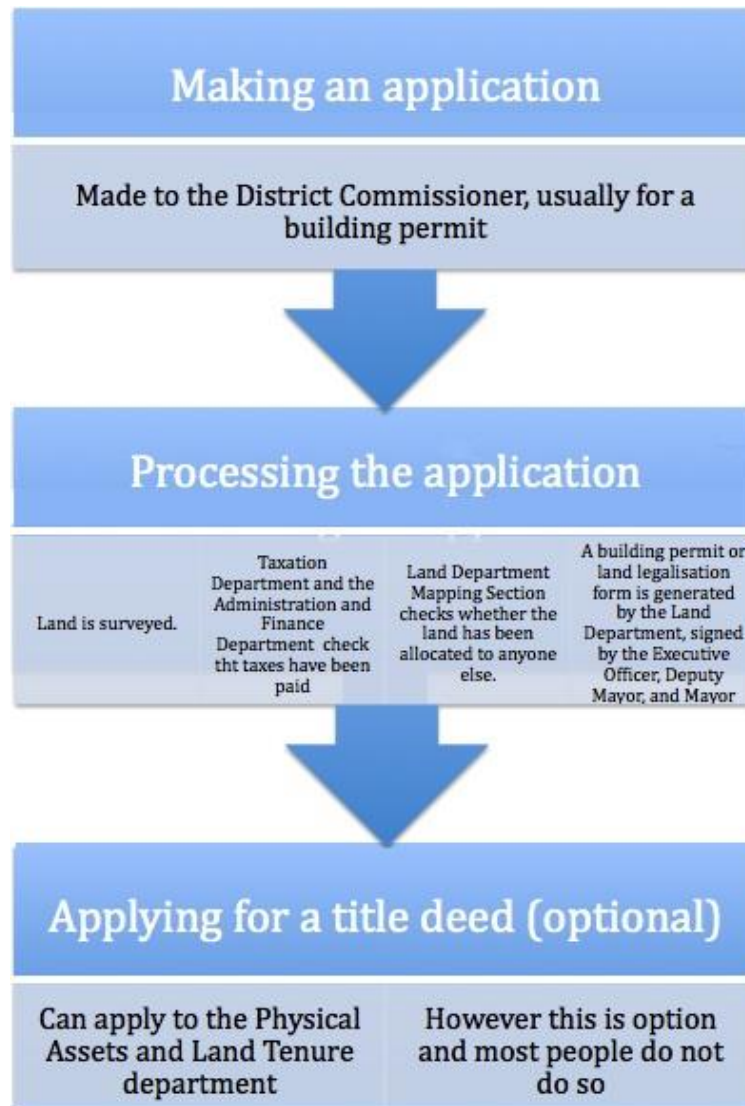 Making an application
Made to the District Commissioner, usually for a
building permit
Processing the application
Land is surveyed.
Taxation
Department and the
Administration and
Finance
Department check
tht taxes have been
paid
Land Department
Mapping Section
checks whether the
land has been
allocated to anyone
else.
A building permit or
land legalisation
form is generated
by the Land
Department, signed
by the Executive
Officer, Deputy
Mayor, and Mayor
Applying for a title deed (optional)
Can apply to the Physical
Assets and Land Tenure
department
However this is option
and most people do not
do so